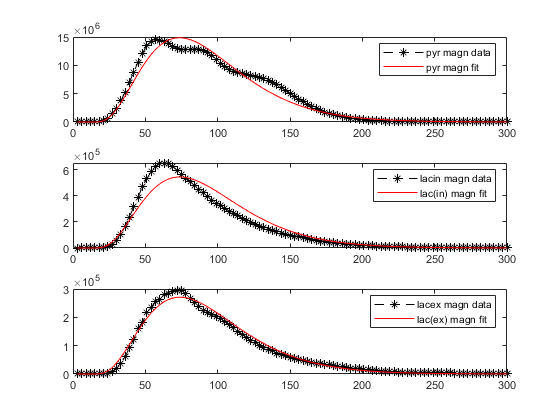 ×10^6
15
10
5
0
pyr magn data
pyr magn fit
0 50 100 150 200 250 300
×10^5
6
4
2
0
lacin magn data
lac(in) magn fit
0 50 100 150 200 250 300
×10^5
3
2
1
0
lacex magn data
lac(ex) magn fit
0 50 100 150 200 250 300